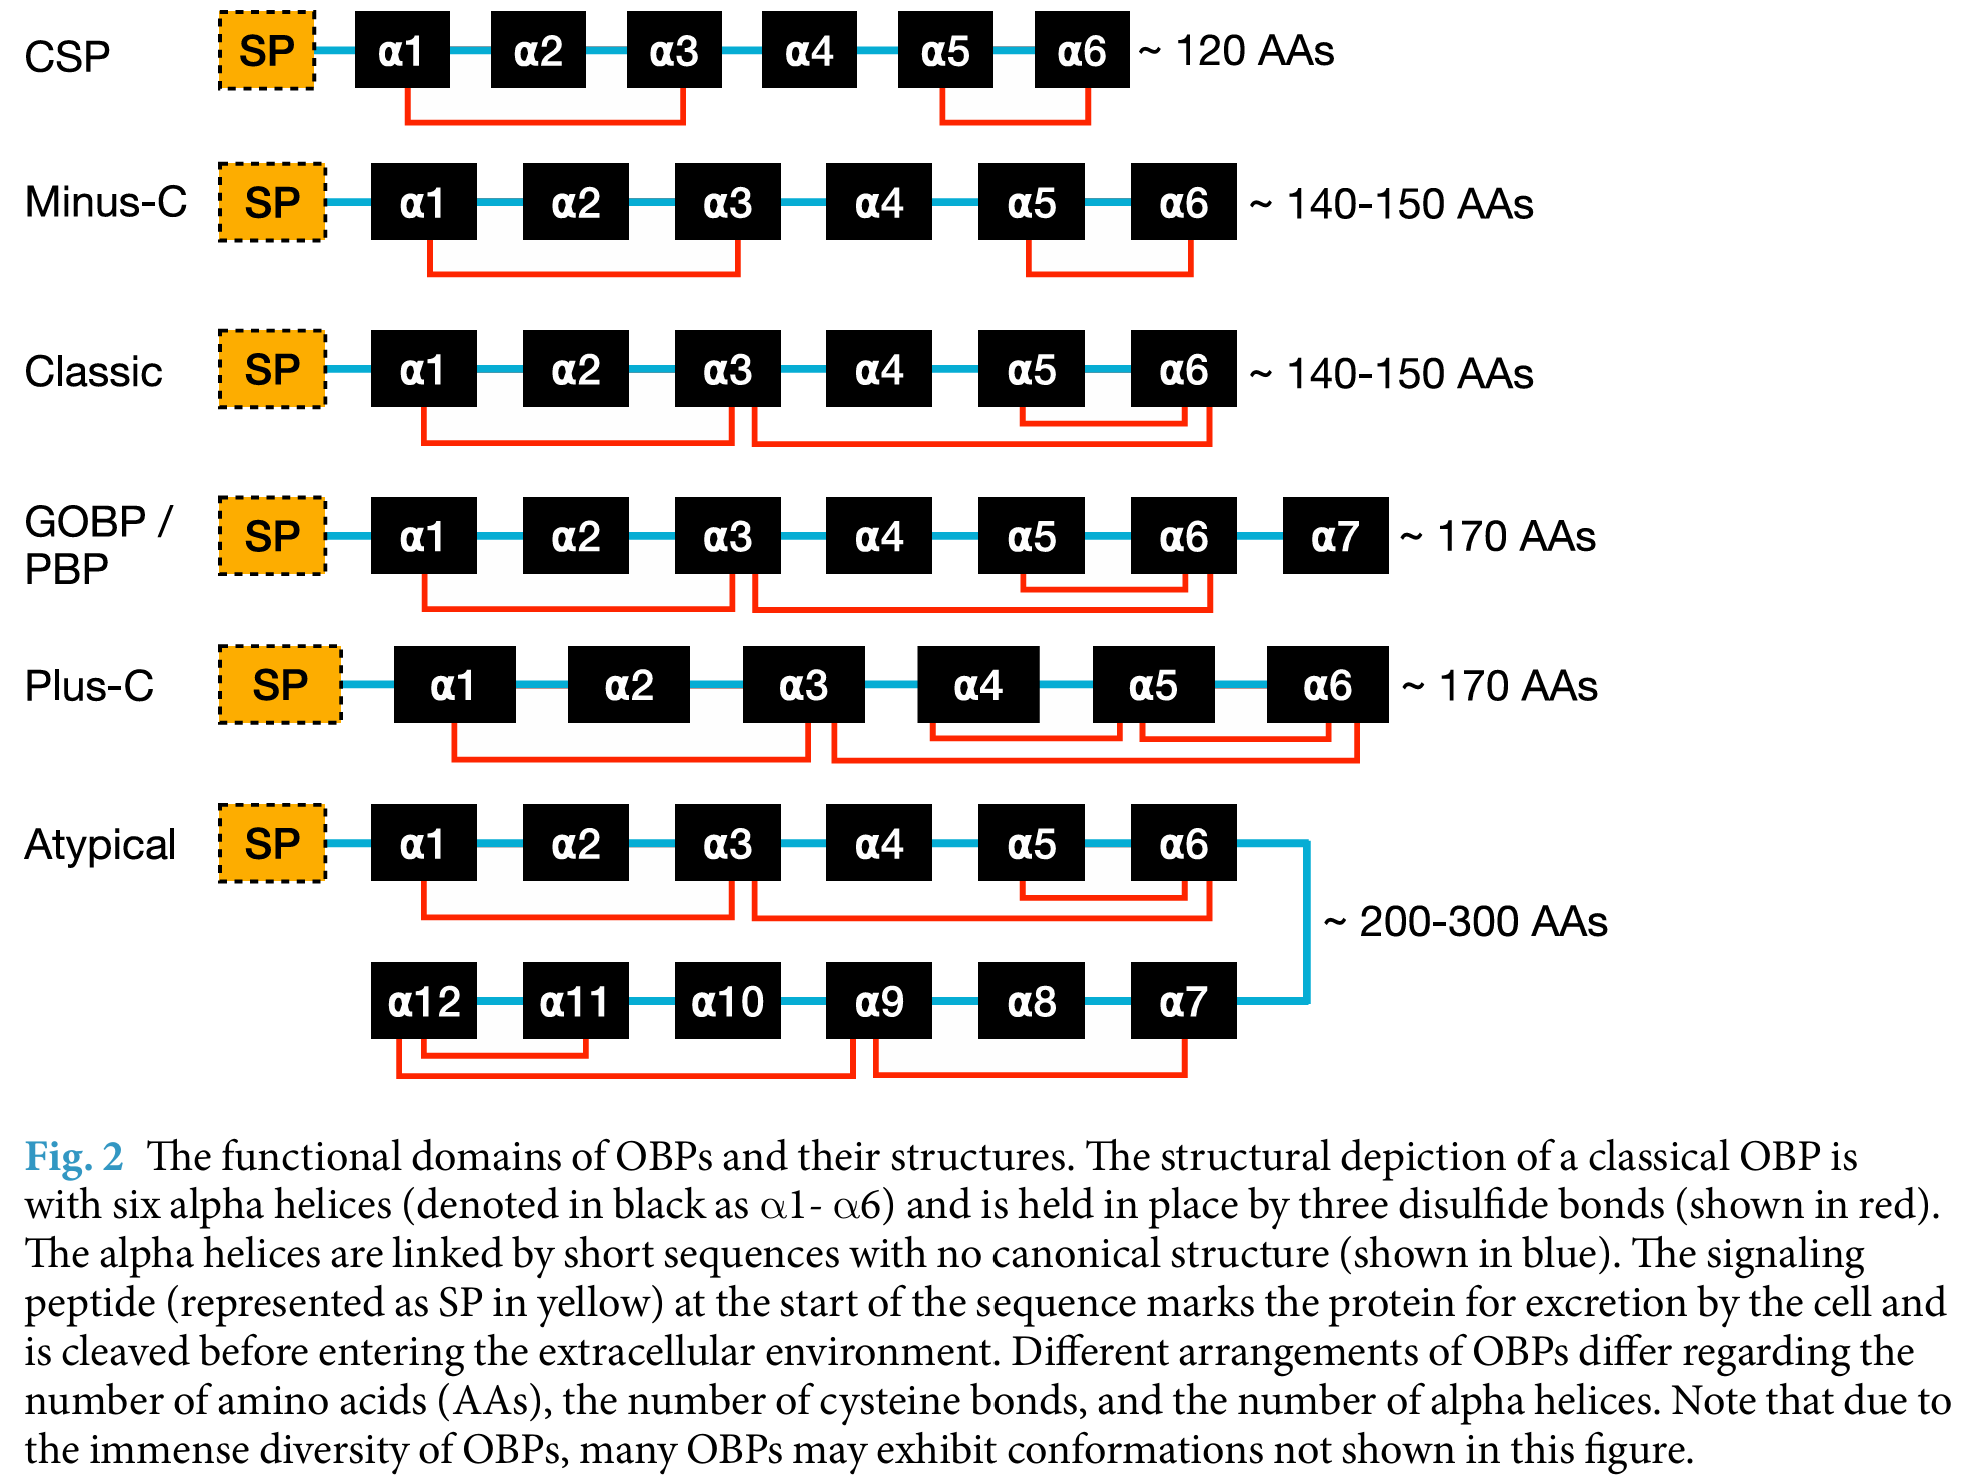 CSP SP α1 α2 α3 α4 α5 α6 ~ 120 AAs
Minus-C SP α1 α2 α3 α4 α5 α6 ~ 140-150 AAs
Classic SP α1 α2 α3 α4 α5 α6 ~ 140-150 AAs
GOBP /
PBP SP α1 α2 α3 α4 α5 α6 α7 ~ 170 AAs
Plus-C SP α1 α2 α3 α4 α5 α6 ~ 170 AAs
Atypical SP α1 α2 α3 α4 α5 α6
~ 200-300 AAs
α12 α11 α10 α9 α8 α7
Fig. 2 The functional domains of OBPs and their structures. The structural depiction of a classical OBP is
with six alpha helices (denoted in black as α1- α6) and is held in place by three disulfide bonds (shown in red).
The alpha helices are linked by short sequences with no canonical structure (shown in blue). The signaling
peptide (represented as SP in yellow) at the start of the sequence marks the protein for excretion by the cell and
is cleaved before entering the extracellular environment. Different arrangements of OBPs differ regarding the
number of amino acids (AAs), the number of cysteine bonds, and the number of alpha helices. Note that due to
the immense diversity of OBPs, many OBPs may exhibit conformations not shown in this figure.